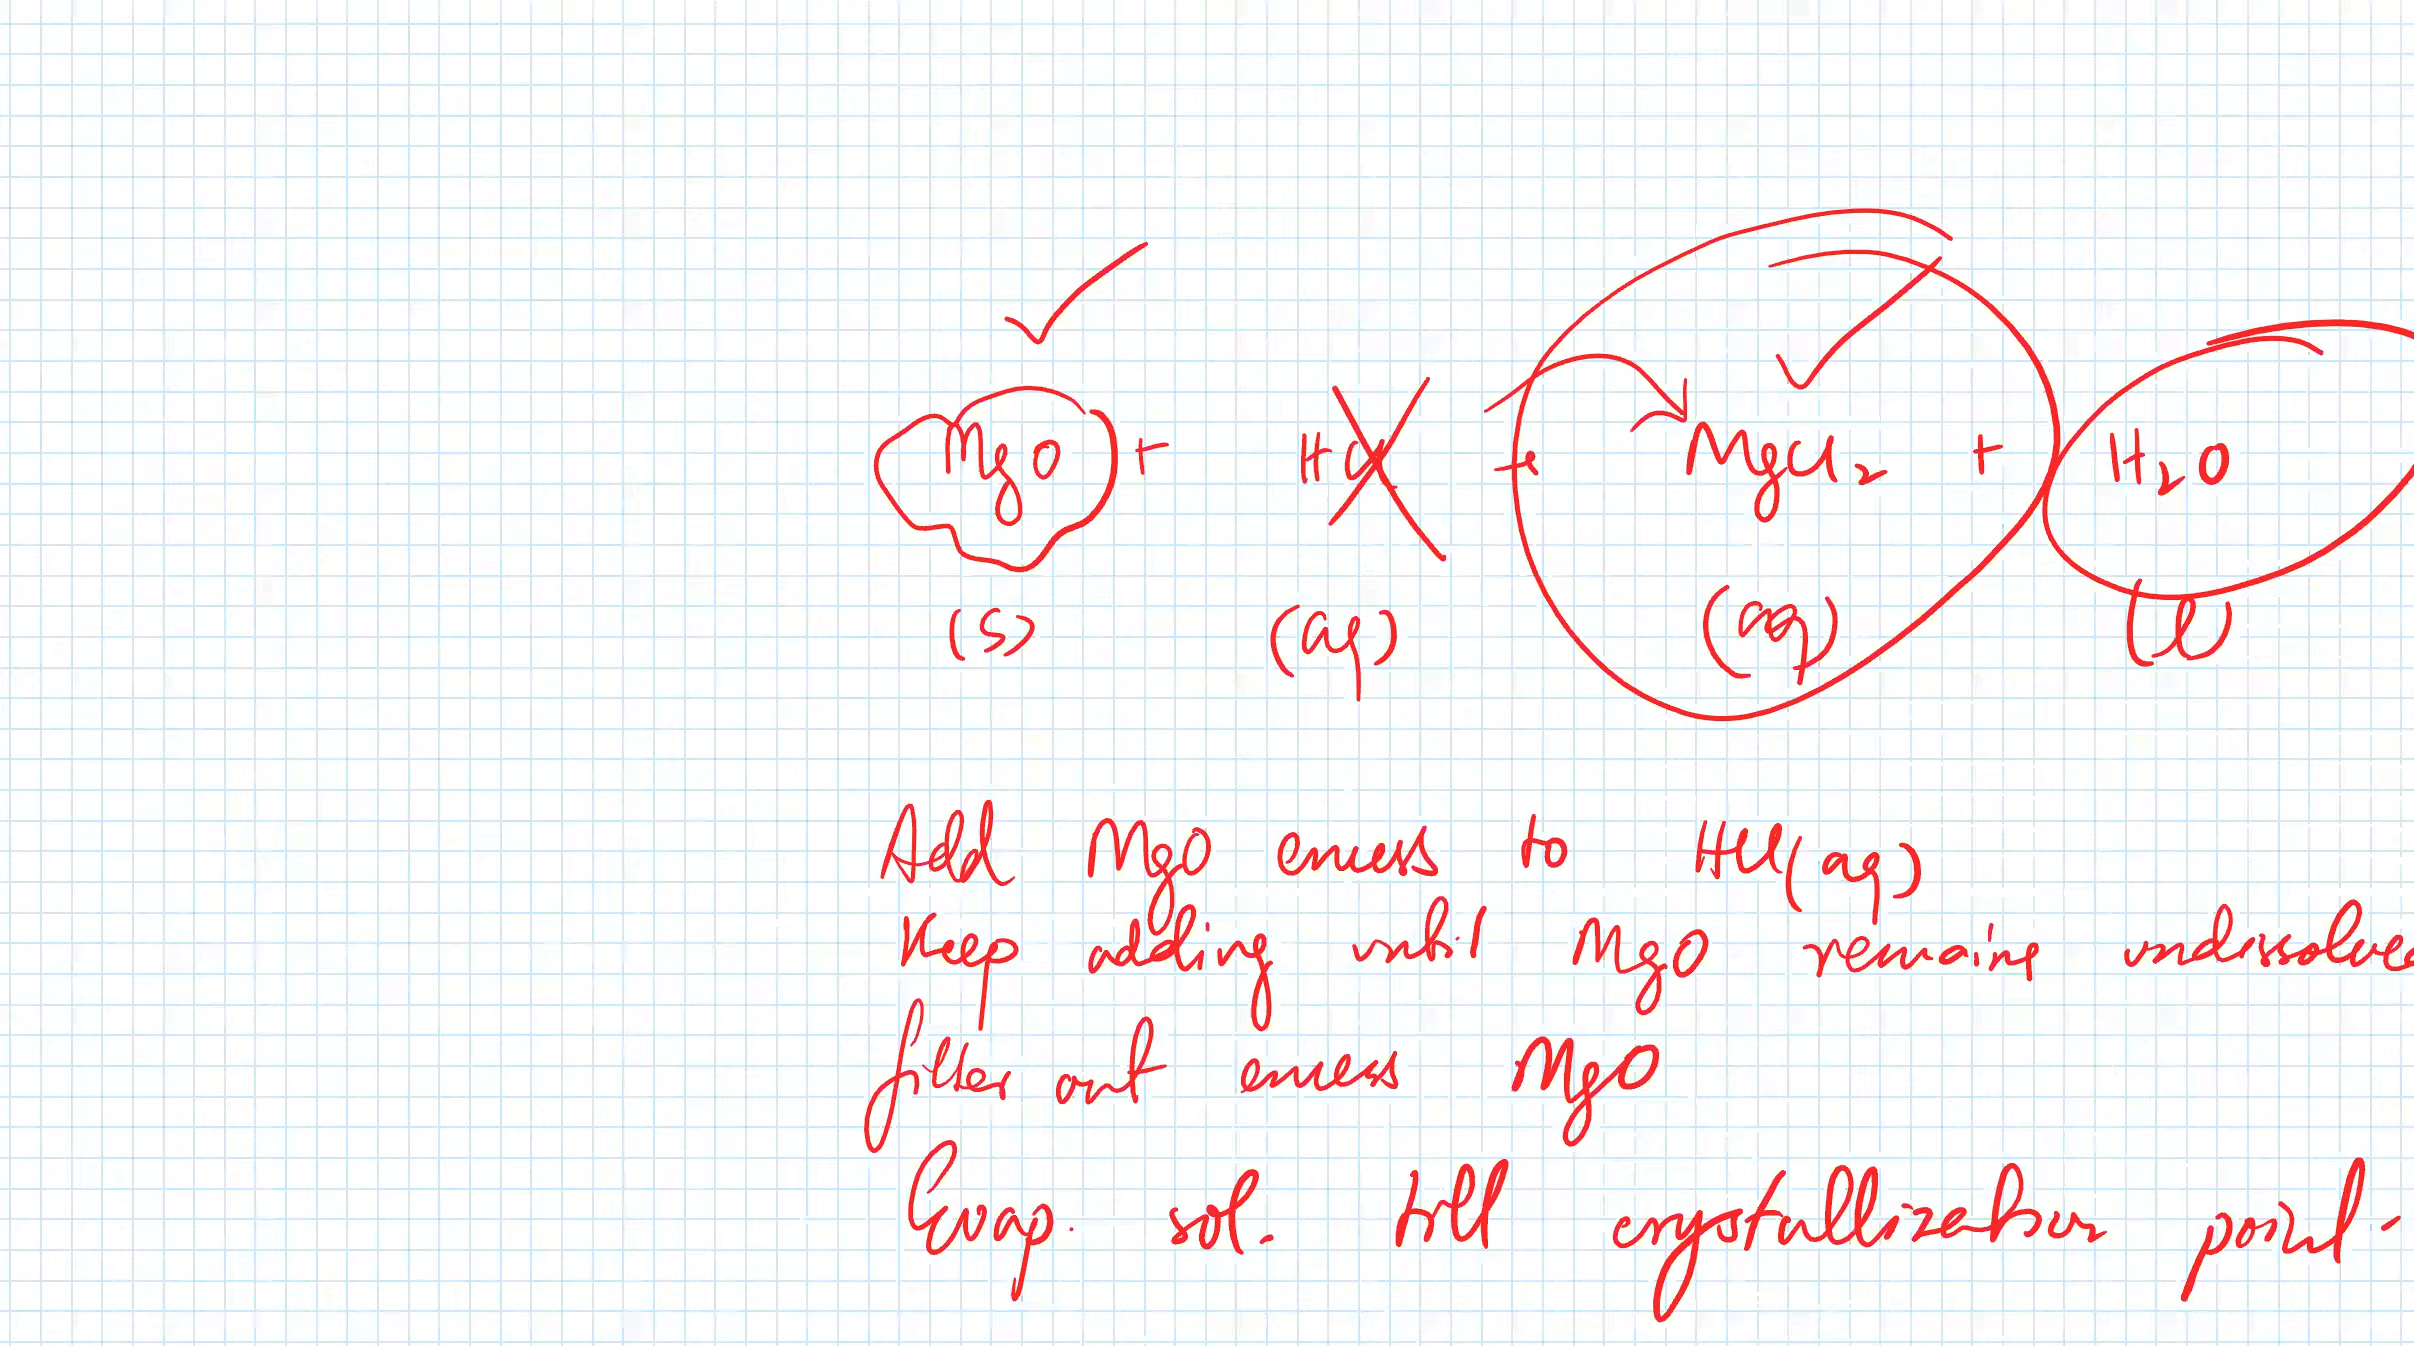 MgO + HCl → MgCl₂ + H₂O
(s) (aq) (aq) (l)
Add MgO excess to HCl(aq)
Keep adding until MgO remains undissolved
filter out excess MgO
Evap. sol. till crystallization point.